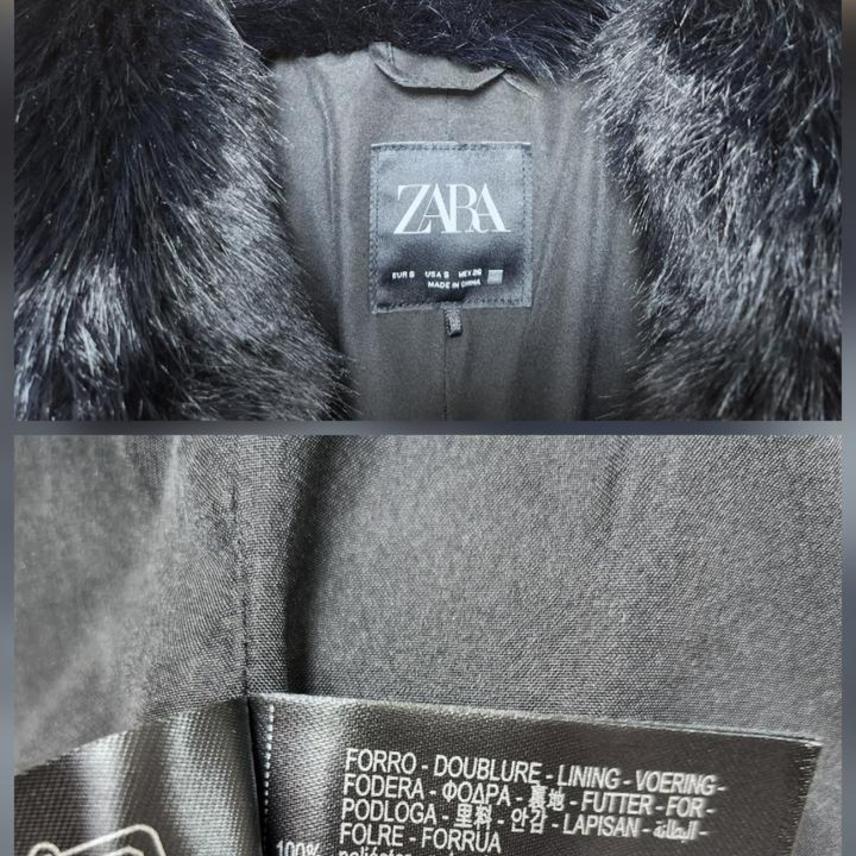 ZARA
EUR S USA S MEX 26
MADE IN CHINA
FORRO - DOUBLURE - LINING - VOERING -
FODERA - ΦΟΔΡΑ - 裏地 - FUTTER - FOR -
PODLOGA - 里料 - 안감 - LAPISAN - البطانة -
FOLRE - FORRUA
100%